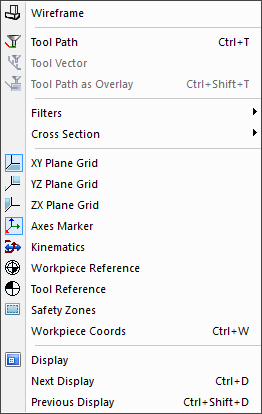 Wireframe
Tool Path Ctrl+T
Tool Vector
Tool Path as Overlay Ctrl+Shift+T
Filters
Cross Section
XY Plane Grid
YZ Plane Grid
ZX Plane Grid
Axes Marker
Kinematics
Workpiece Reference
Tool Reference
Safety Zones
Workpiece Coords Ctrl+W
Display
Next Display Ctrl+D
Previous Display Ctrl+Shift+D